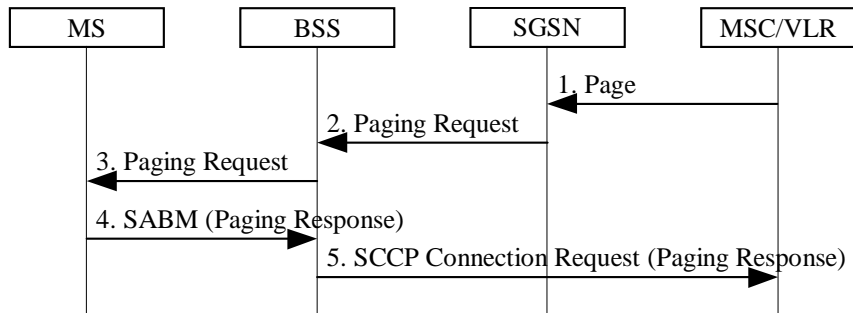 MS BSS SGSN MSC/VLR
1. Page
2. Paging Request
3. Paging Request
4. SABM (Paging Response)
5. SCCP Connection Request (Paging Response)